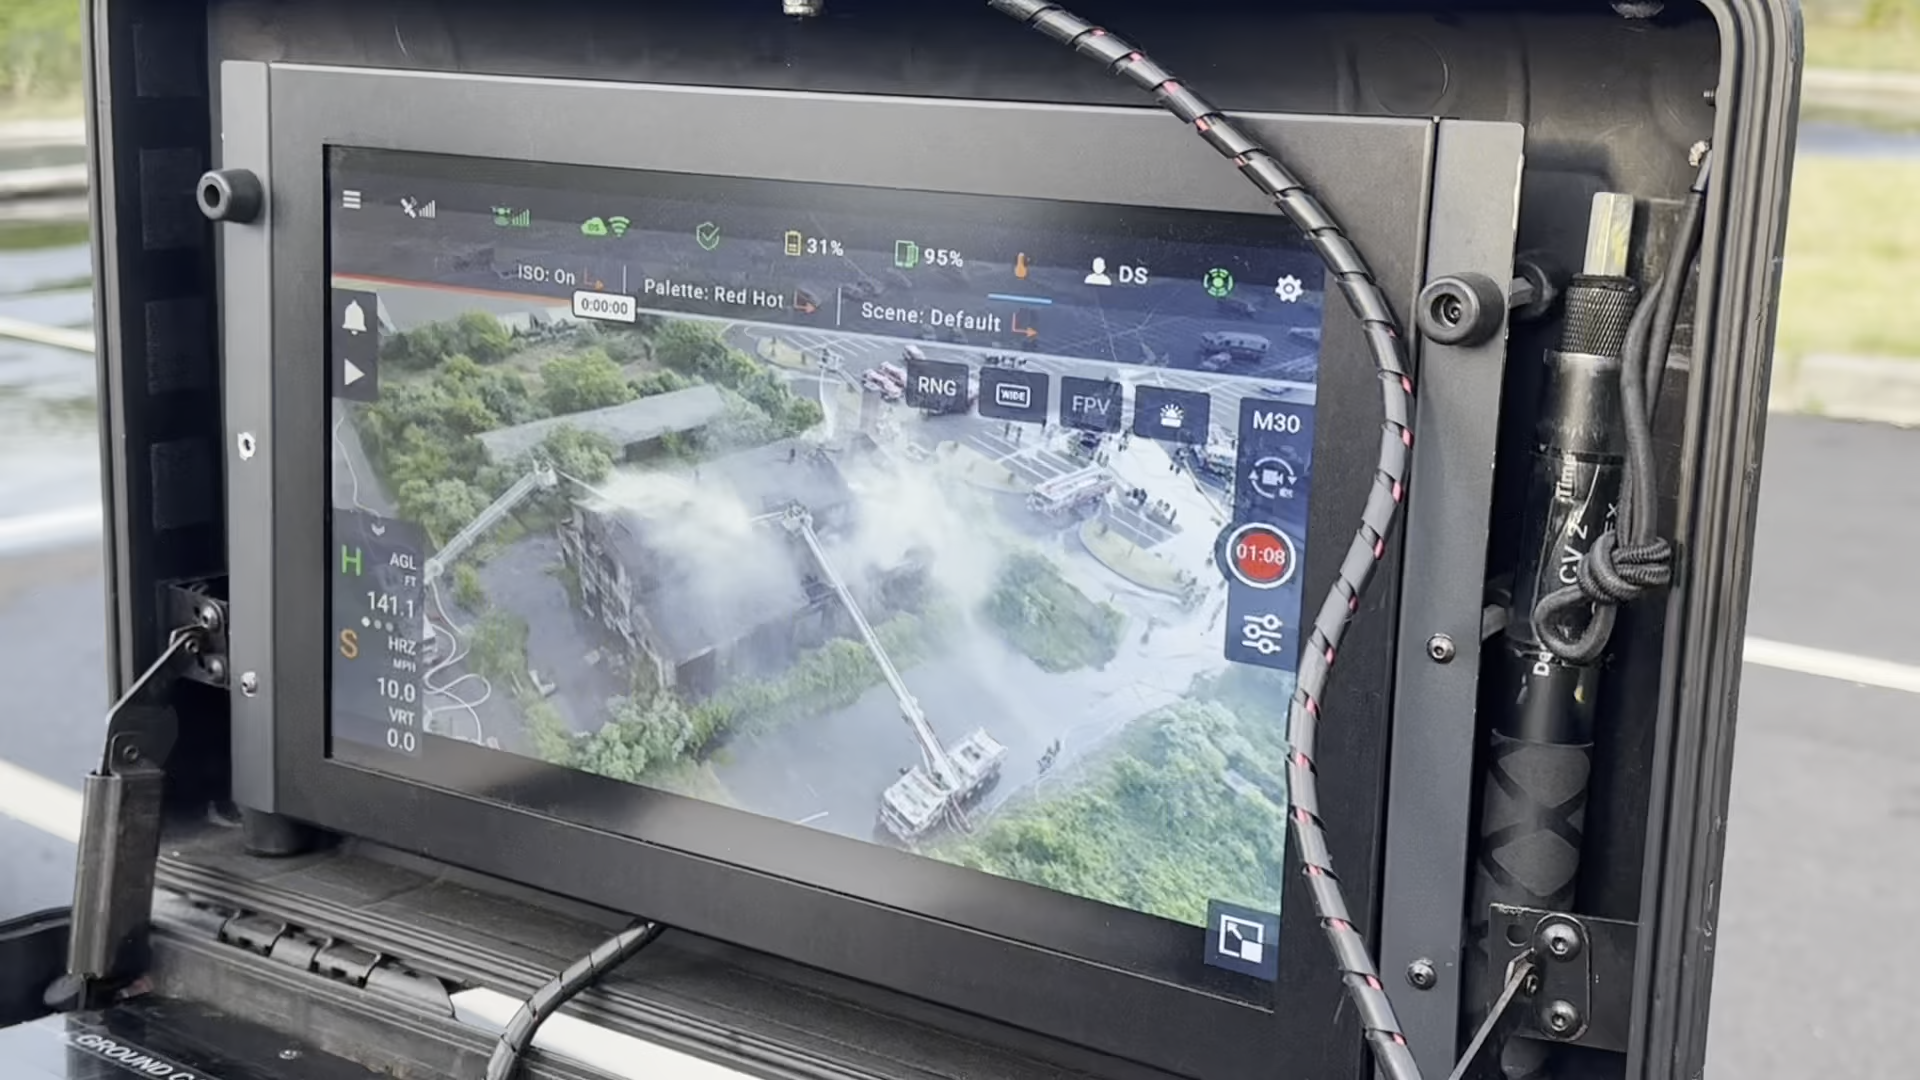 31%
95%
DS
ISO: On
Palette: Red Hot
Scene: Default
0:00:00
RNG
WIDE
FPV
M30
01:08
H
AGL
FT
141.1
S
HRZ
MPH
10.0
VRT
0.0
GROUND